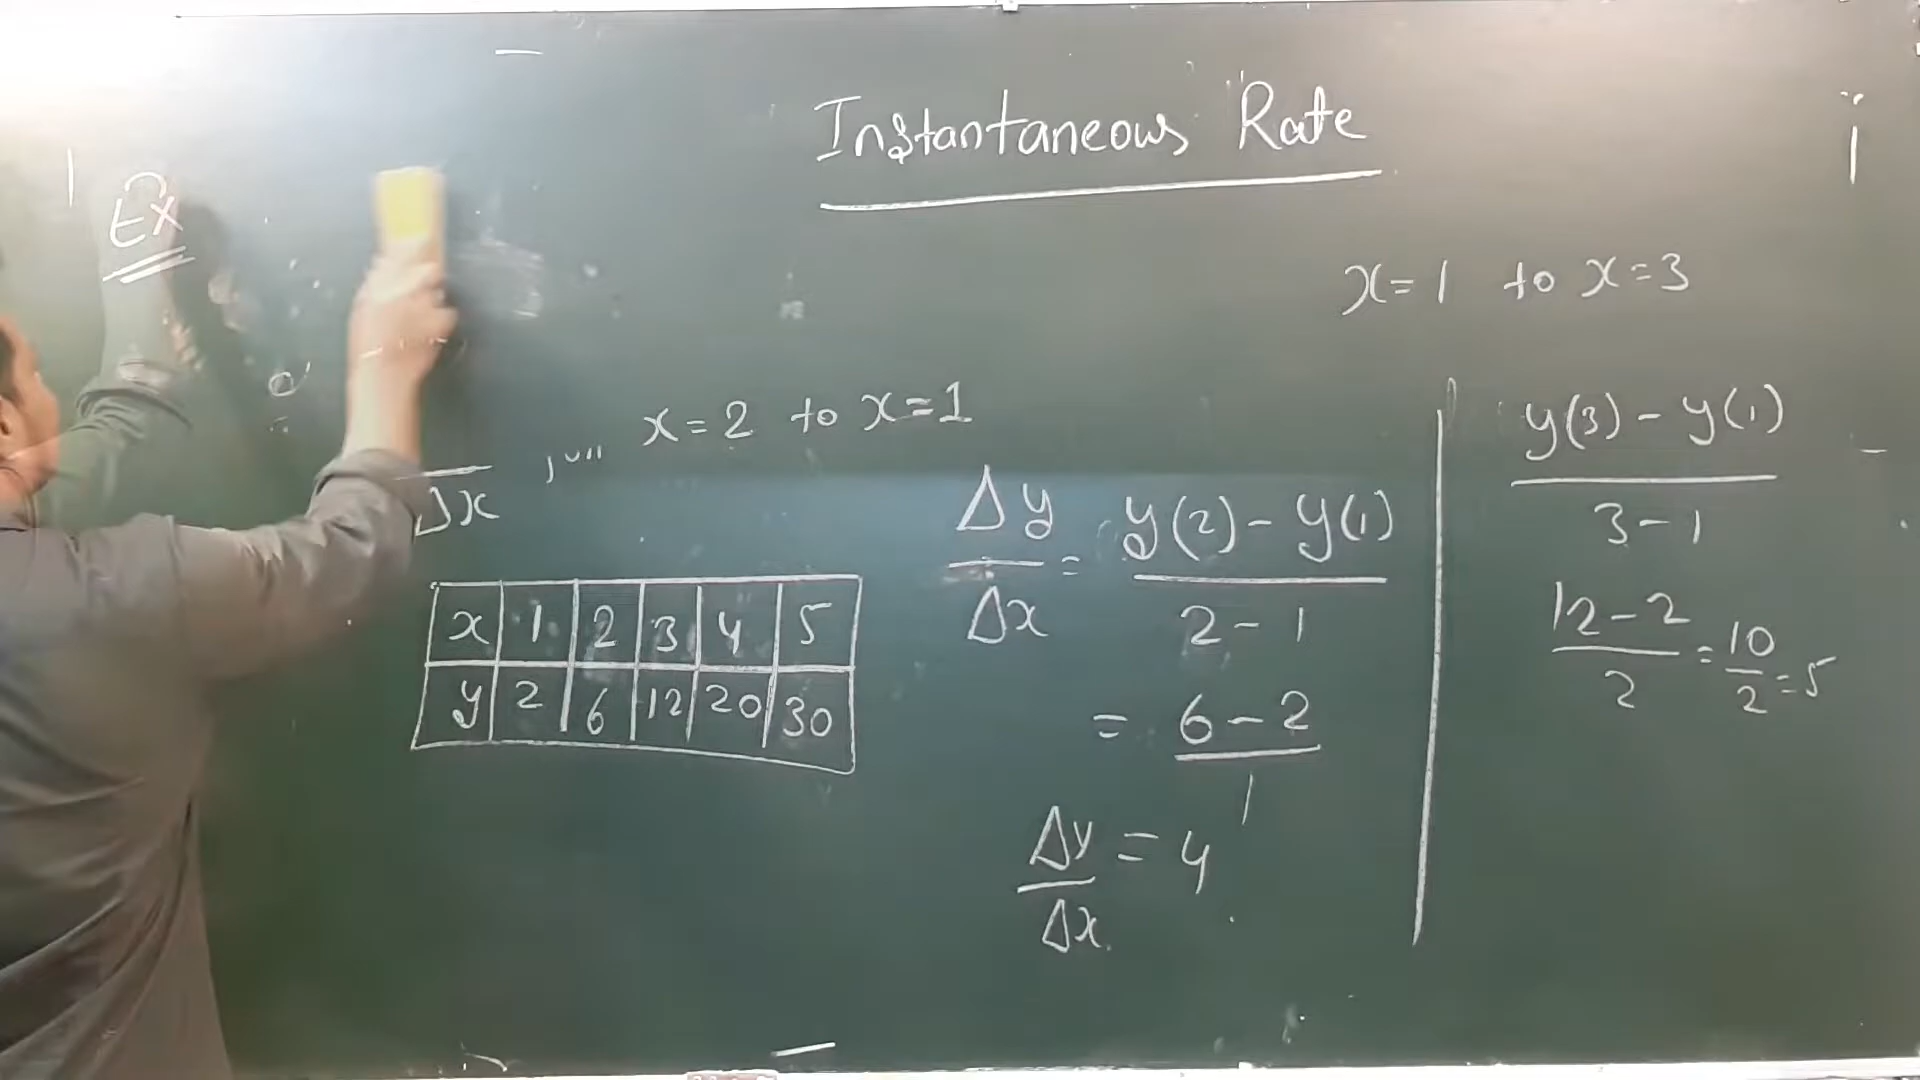 Instantaneous Rate
Ex
x=1 to x=3
x=2 to x=1
Δx
x 1 2 3 4 5
y 2 6 12 20 30
Δy/Δx = y(2)-y(1)/2-1
= 6-2/1
Δy/Δx = 4
y(3)-y(1)/3-1
12-2/2 = 10/2 = 5